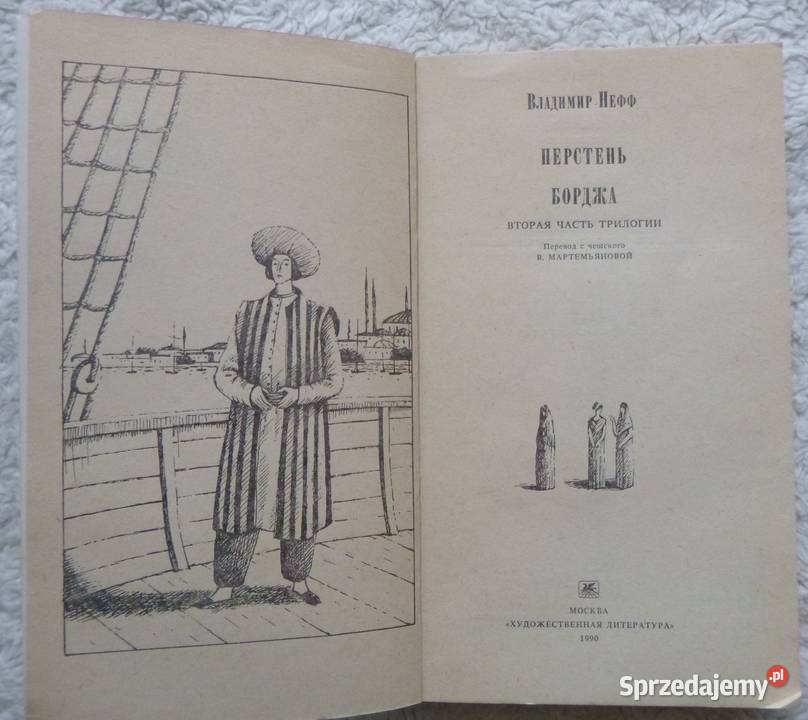 Владимир Нефф
ПЕРСТЕНЬ
БОРДЖА
ВТОРАЯ ЧАСТЬ ТРИЛОГИИ
Перевод с чешского
В. МАРТЕМЬЯНОВОЙ
МОСКВА
«ХУДОЖЕСТВЕННАЯ ЛИТЕРАТУРА»
1990
Sprzedajemy.pl